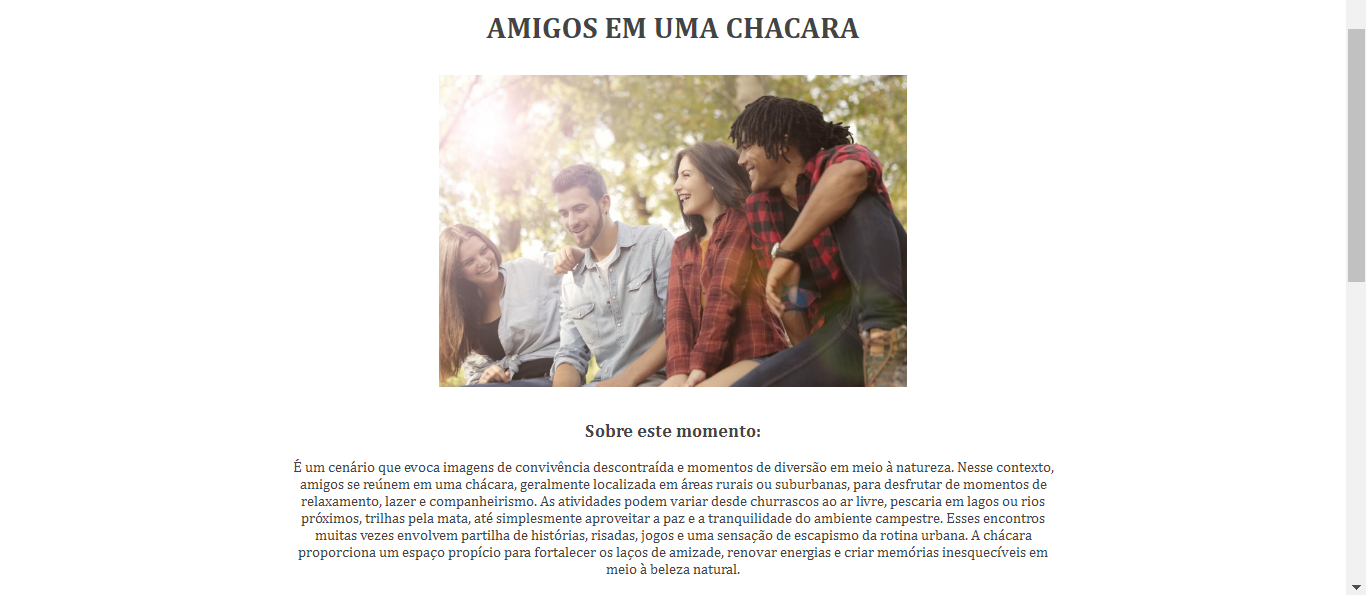 AMIGOS EM UMA CHACARA
Sobre este momento:
É um cenário que evoca imagens de convivência descontraída e momentos de diversão em meio à natureza. Nesse contexto,
amigos se reúnem em uma chácara, geralmente localizada em áreas rurais ou suburbanas, para desfrutar de momentos de
relaxamento, lazer e companheirismo. As atividades podem variar desde churrascos ao ar livre, pescaria em lagos ou rios
próximos, trilhas pela mata, até simplesmente aproveitar a paz e a tranquilidade do ambiente campestre. Esses encontros
muitas vezes envolvem partilha de histórias, risadas, jogos e uma sensação de escapismo da rotina urbana. A chácara
proporciona um espaço propício para fortalecer os laços de amizade, renovar energias e criar memórias inesquecíveis em
meio à beleza natural.